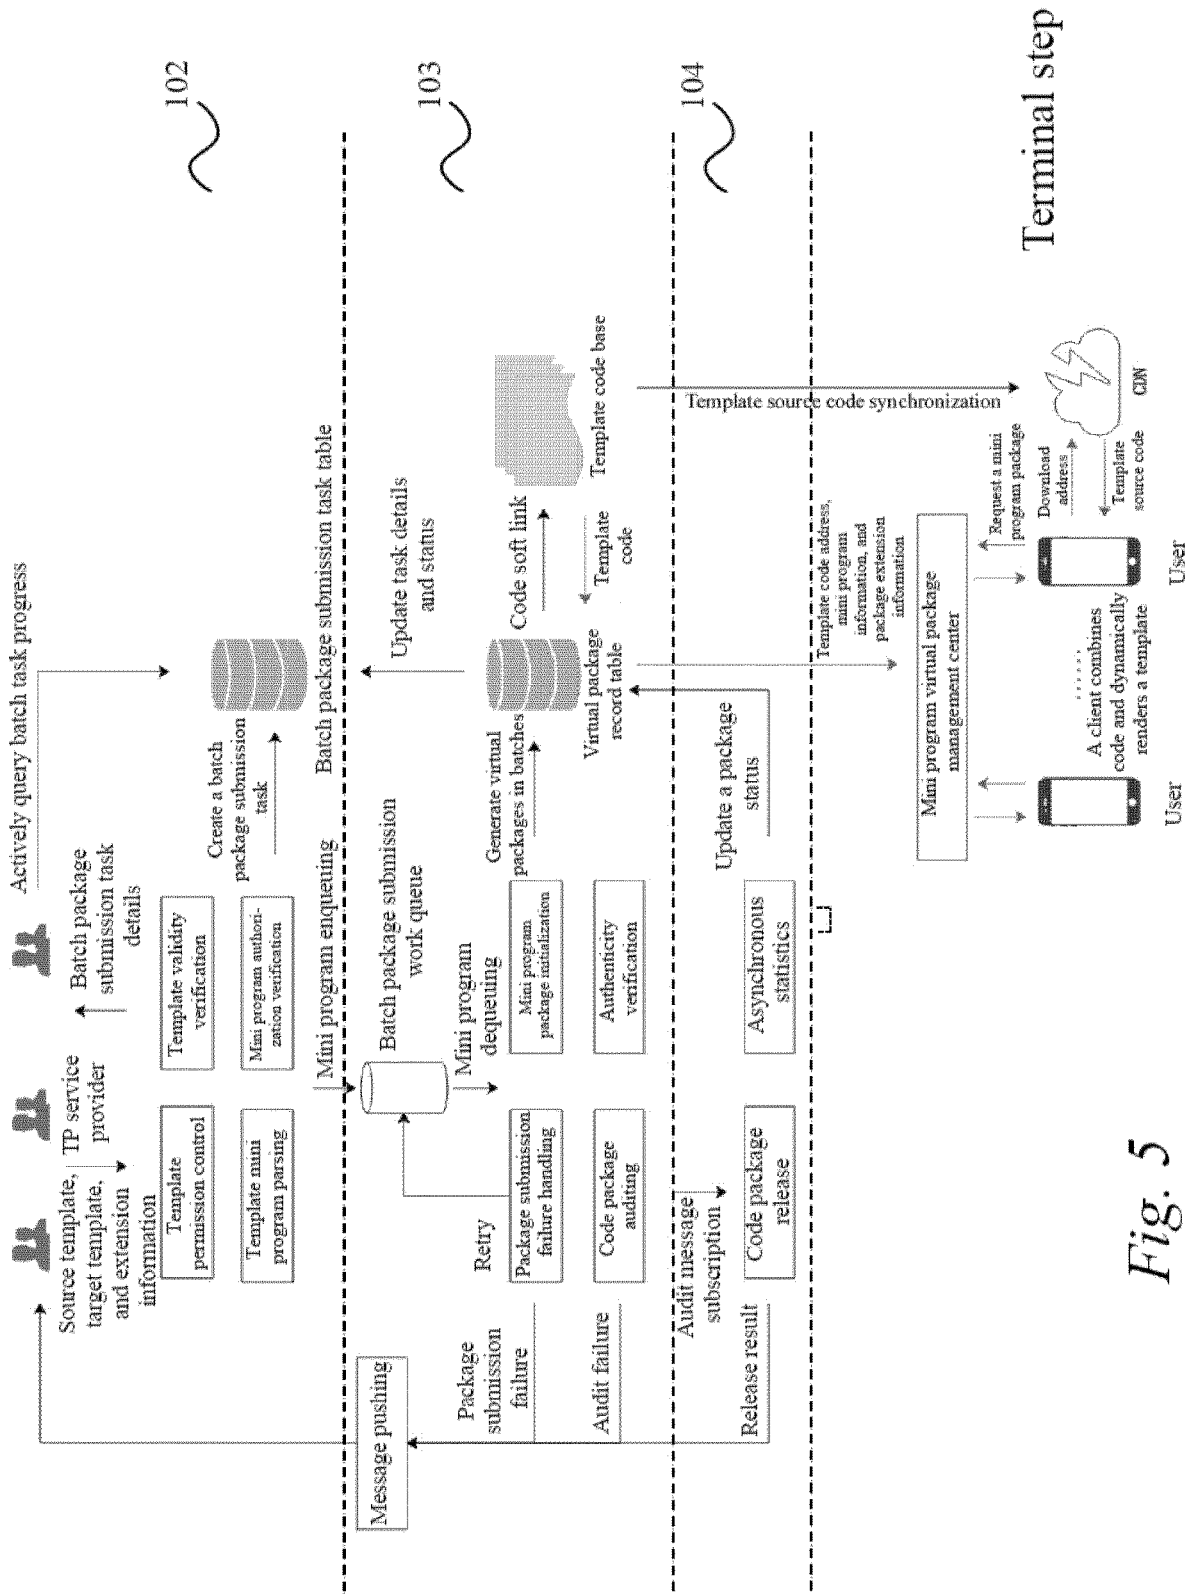 Actively query batch task progress
Source template,
target template,
and extension
information
TP service
provider
Batch package
submission task
details
102
Template
permission control
Template validity
verification
Template mini
program parsing
Mini program authori-
zation verification
Create a batch
package submission
task
Batch package submission task table
Mini program enqueuing
103
Message pushing
Batch package submission
work queue
Update task details
and status
Mini program
dequeuing
Retry
Package
submission
failure
Package submission
failure handling
Mini program
package initialization
Generate virtual
packages in batches
Code soft link
Template
code
Virtual package
record table
Template code base
Audit failure
Code package
auditing
Authenticity
verification
104
Audit message
subscription
Release result
Code package
release
Asynchronous
statistics
Update a package
status
Template source code synchronization
Template code address,
mini program
information, and
package extension
information
Terminal step
Mini program virtual package
management center
Request a mini
program package
Download
address
Template
source code
CDN
User
A client combines
code and dynamically
renders a template
User
Fig. 5